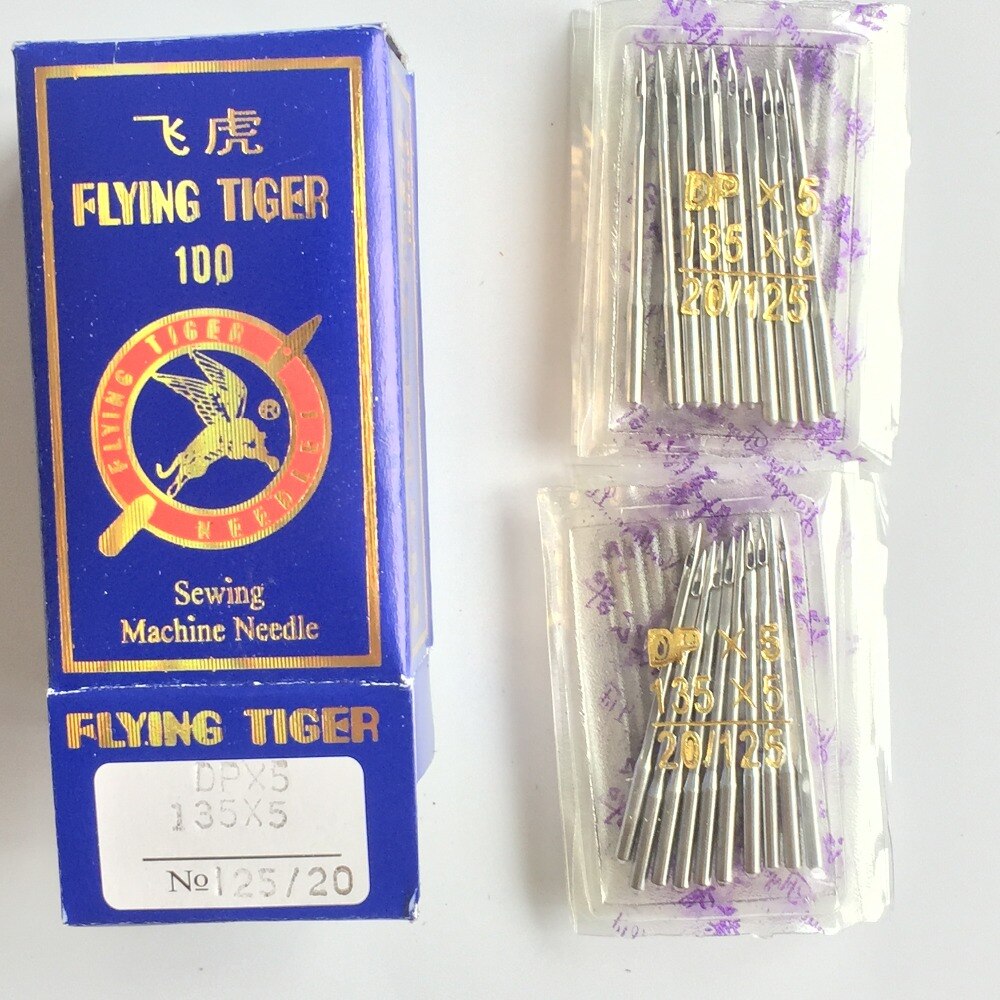 飞虎
FLYING TIGER
100
FLYING TIGER
®
NEEDLE
Sewing
Machine Needle
FLYING TIGER
DPX5
135X5
№125/20
DP × 5
135 × 5
20/125
DP × 5
135 × 5
20/125